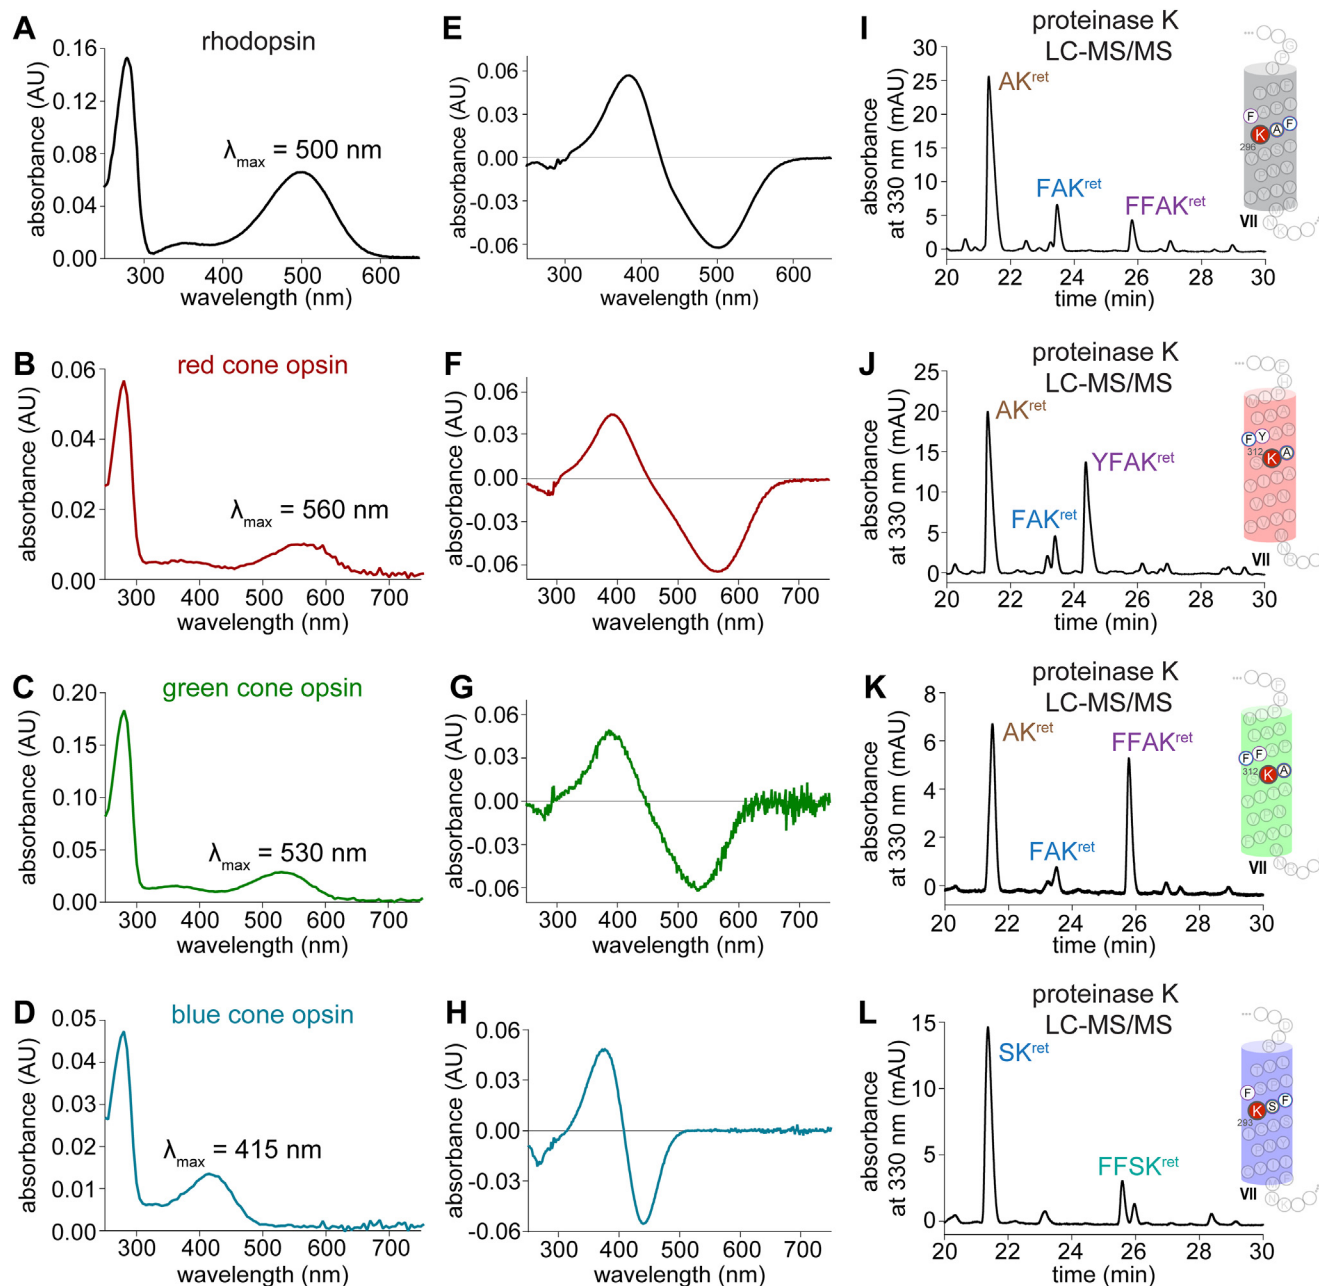 A
rhodopsin
absorbance (AU)
0.16
0.12
0.08
0.04
0.00
λmax = 500 nm
300 400 500 600
wavelength (nm)
E
absorbance (AU)
0.06
0.03
0.00
-0.03
-0.06
300 400 500 600
wavelength (nm)
I
proteinase K
LC-MS/MS
absorbance
at 330 nm (mAU)
30
25
20
15
10
5
0
AKret
FAKret
FFAKret
20 22 24 26 28 30
time (min)
F
K A F
296
VII
B
red cone opsin
absorbance (AU)
0.06
0.04
0.02
0.00
λmax = 560 nm
300 400 500 600 700
wavelength (nm)
F
absorbance (AU)
0.06
0.03
0.00
-0.03
-0.06
300 400 500 600 700
wavelength (nm)
J
proteinase K
LC-MS/MS
absorbance
at 330 nm (mAU)
25
20
15
10
5
0
AKret
FAKret
YFAKret
20 22 24 26 28 30
time (min)
F Y
312
K A
VII
C
green cone opsin
absorbance (AU)
0.20
0.15
0.10
0.05
0.00
λmax = 530 nm
300 400 500 600 700
wavelength (nm)
G
absorbance (AU)
0.06
0.03
0.00
-0.03
-0.06
300 400 500 600 700
wavelength (nm)
K
proteinase K
LC-MS/MS
absorbance
at 330 nm (mAU)
8
6
4
2
0
AKret
FAKret
FFAKret
20 22 24 26 28 30
time (min)
F F
312
K A
VII
D
blue cone opsin
absorbance (AU)
0.05
0.04
0.03
0.02
0.01
0.00
λmax = 415 nm
300 400 500 600 700
wavelength (nm)
H
absorbance (AU)
0.06
0.03
0.00
-0.03
-0.06
300 400 500 600 700
wavelength (nm)
L
proteinase K
LC-MS/MS
absorbance
at 330 nm (mAU)
15
10
5
0
SKret
FFSKret
20 22 24 26 28 30
time (min)
F
K S F
293
VII